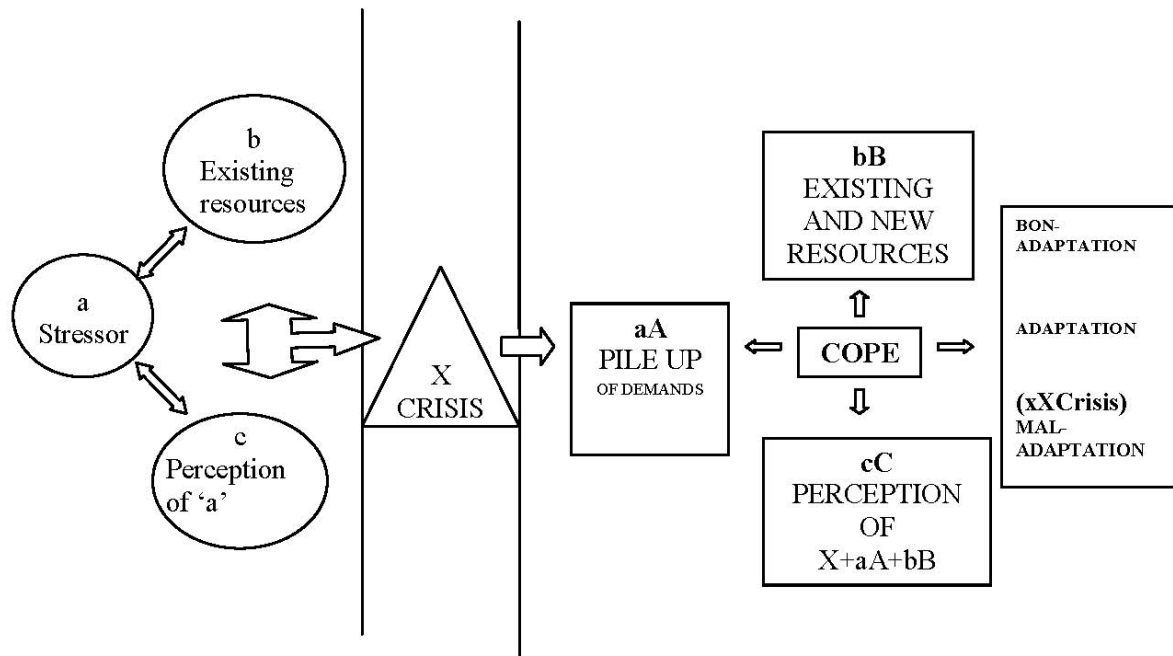 b
Existing
resources
a
Stressor
c
Perception
of ‘a’
X
CRISIS
aA
PILE UP
OF DEMANDS
bB
EXISTING
AND NEW
RESOURCES
COPE
cC
PERCEPTION
OF
X+aA+bB
BON-
ADAPTATION
ADAPTATION
(xXCrisis)
MAL-
ADAPTATION